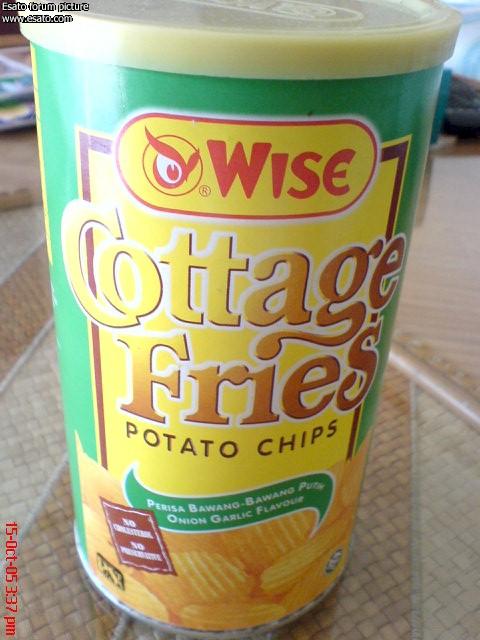 Esato forum picture
www.esato.com
WISE
®
Cottage
Fries
POTATO CHIPS
PERISA BAWANG-BAWANG PUTIH
ONION GARLIC FLAVOUR
NO
CHOLESTEROL
NO
PRESERVATIVE
15-Oct-05 3:37 pm